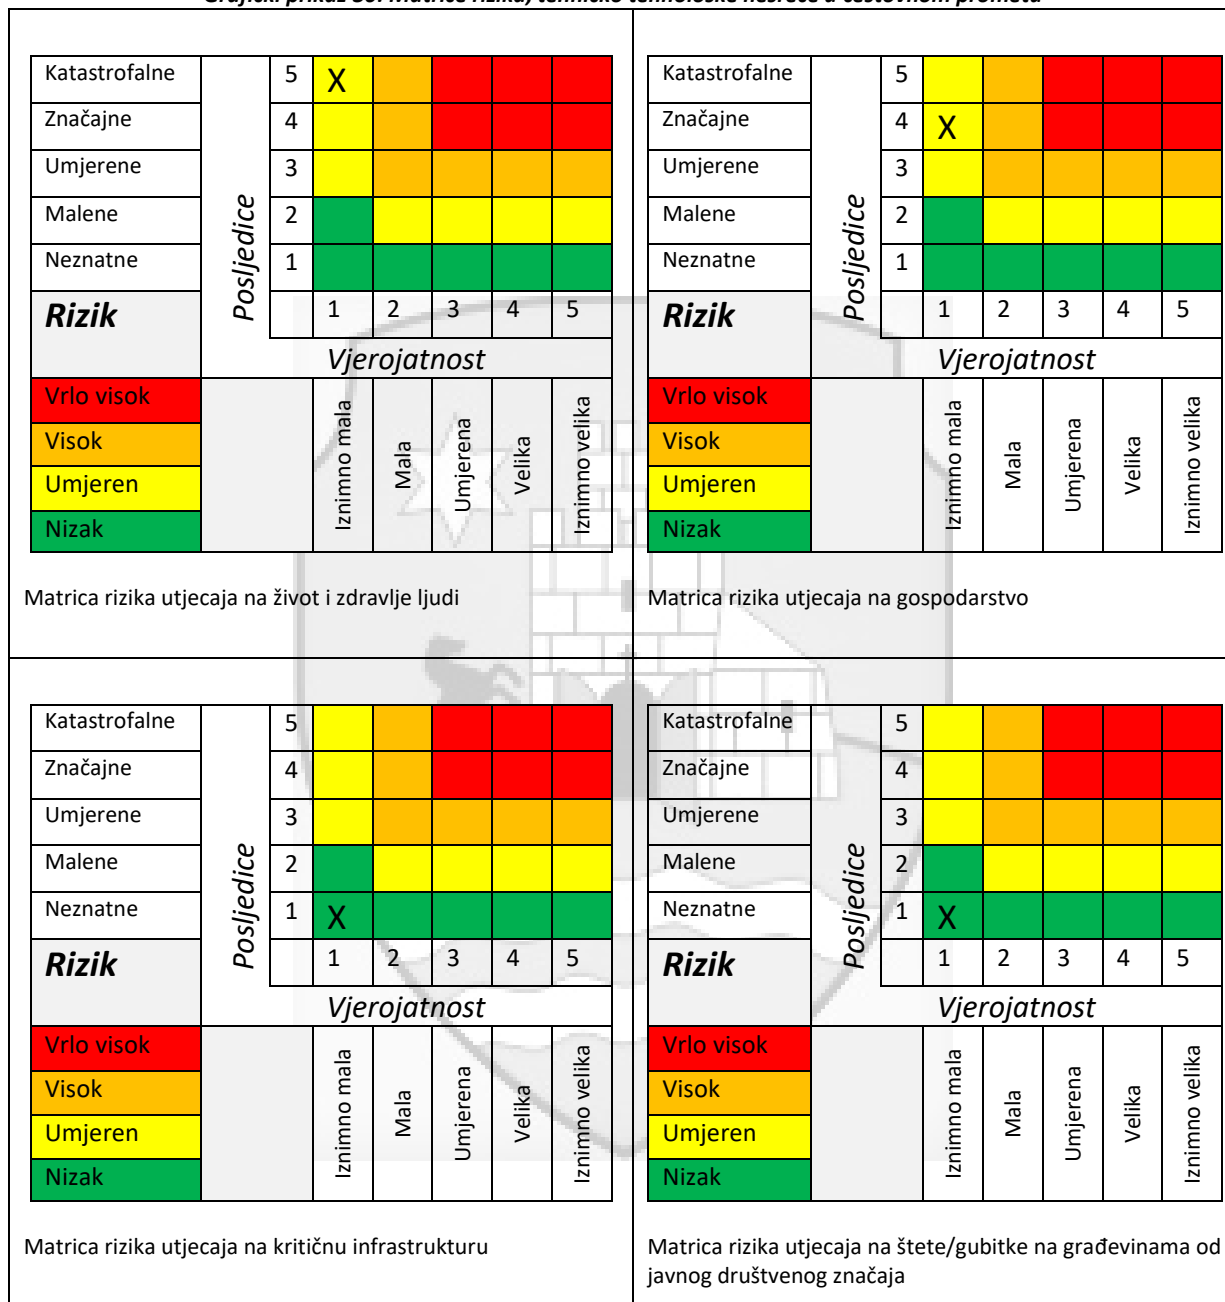 Katastrofalne 5 X
Značajne 4
Umjerene 3
Malene 2
Neznatne 1
Posljedice
Rizik 1 2 3 4 5
Vjerojatnost
Vrlo visok
Visok
Umjeren
Nizak
Iznimno mala
Mala
Umjerena
Velika
Iznimno velika
Matrica rizika utjecaja na život i zdravlje ljudi
Katastrofalne 5
Značajne 4 X
Umjerene 3
Malene 2
Neznatne 1
Posljedice
Rizik 1 2 3 4 5
Vjerojatnost
Vrlo visok
Visok
Umjeren
Nizak
Iznimno mala
Mala
Umjerena
Velika
Iznimno velika
Matrica rizika utjecaja na gospodarstvo
Katastrofalne 5
Značajne 4
Umjerene 3
Malene 2
Neznatne 1 X
Posljedice
Rizik 1 2 3 4 5
Vjerojatnost
Vrlo visok
Visok
Umjeren
Nizak
Iznimno mala
Mala
Umjerena
Velika
Iznimno velika
Matrica rizika utjecaja na kritičnu infrastrukturu
Katastrofalne 5
Značajne 4
Umjerene 3
Malene 2
Neznatne 1 X
Posljedice
Rizik 1 2 3 4 5
Vjerojatnost
Vrlo visok
Visok
Umjeren
Nizak
Iznimno mala
Mala
Umjerena
Velika
Iznimno velika
Matrica rizika utjecaja na štete/gubitke na građevinama od
javnog društvenog značaja